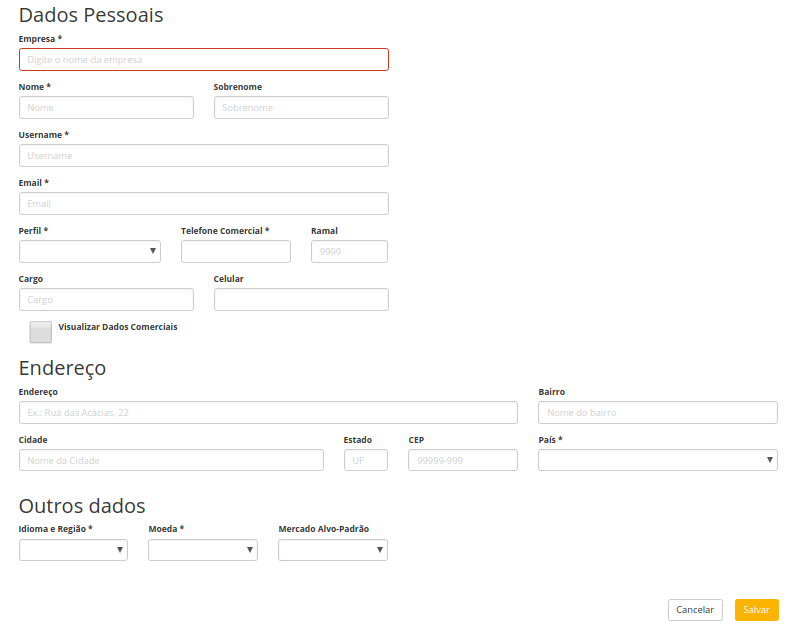 Dados Pessoais
Empresa *
Digite o nome da empresa
Nome * Sobrenome
Nome Sobrenome
Username *
Username
Email *
Email
Perfil * Telefone Comercial * Ramal
9999
Cargo Celular
Cargo
Visualizar Dados Comerciais
Endereço
Endereço Bairro
Ex.: Rua das Acácias, 22 Nome do bairro
Cidade Estado CEP País *
Nome da Cidade UF 99999-999
Outros dados
Idioma e Região * Moeda * Mercado Alvo-Padrão
Cancelar Salvar